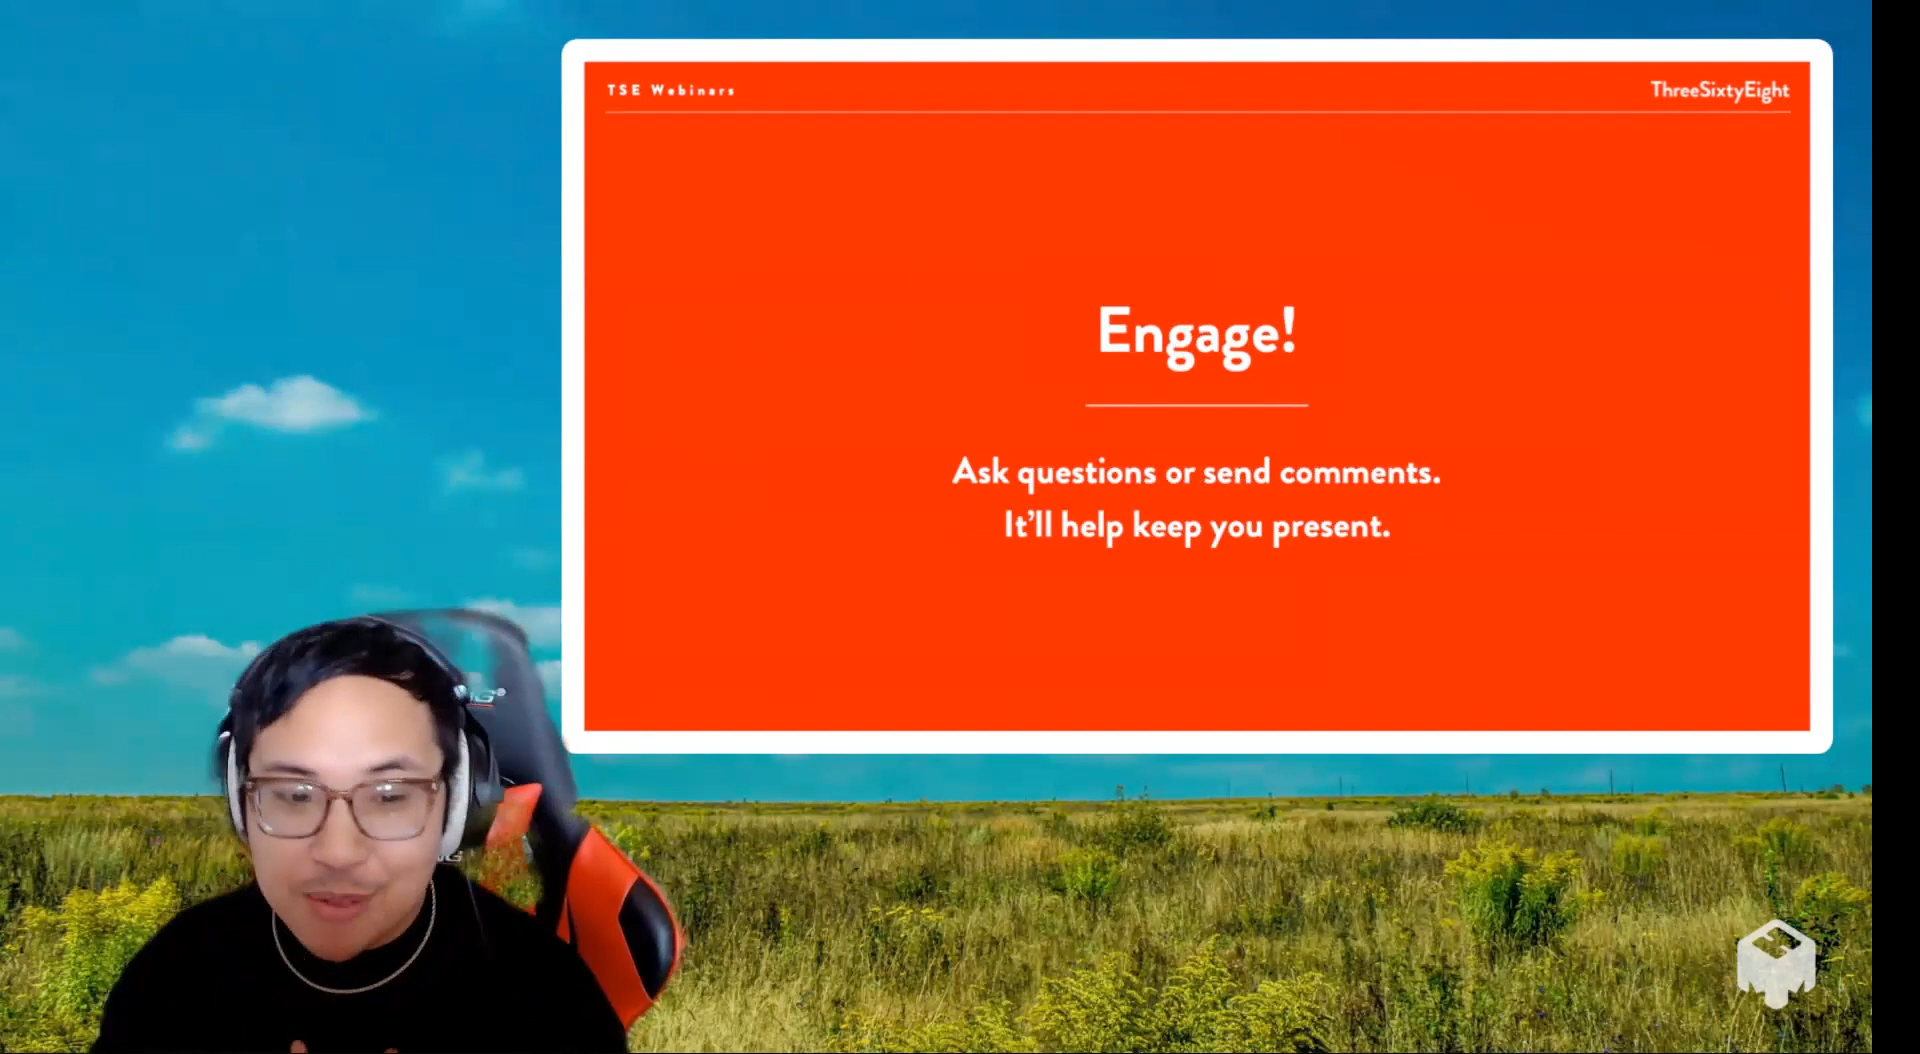 TSE Webinars
ThreeSixtyEight
Engage!
Ask questions or send comments.
It’ll help keep you present.